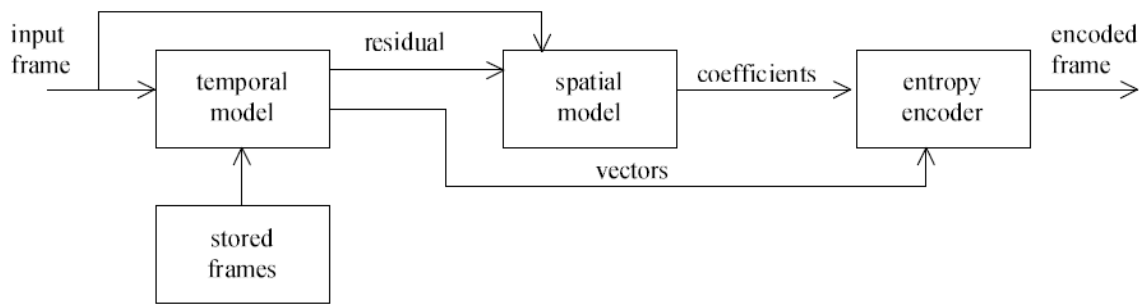 input
frame
residual
temporal
model
spatial
model
coefficients
entropy
encoder
encoded
frame
vectors
stored
frames